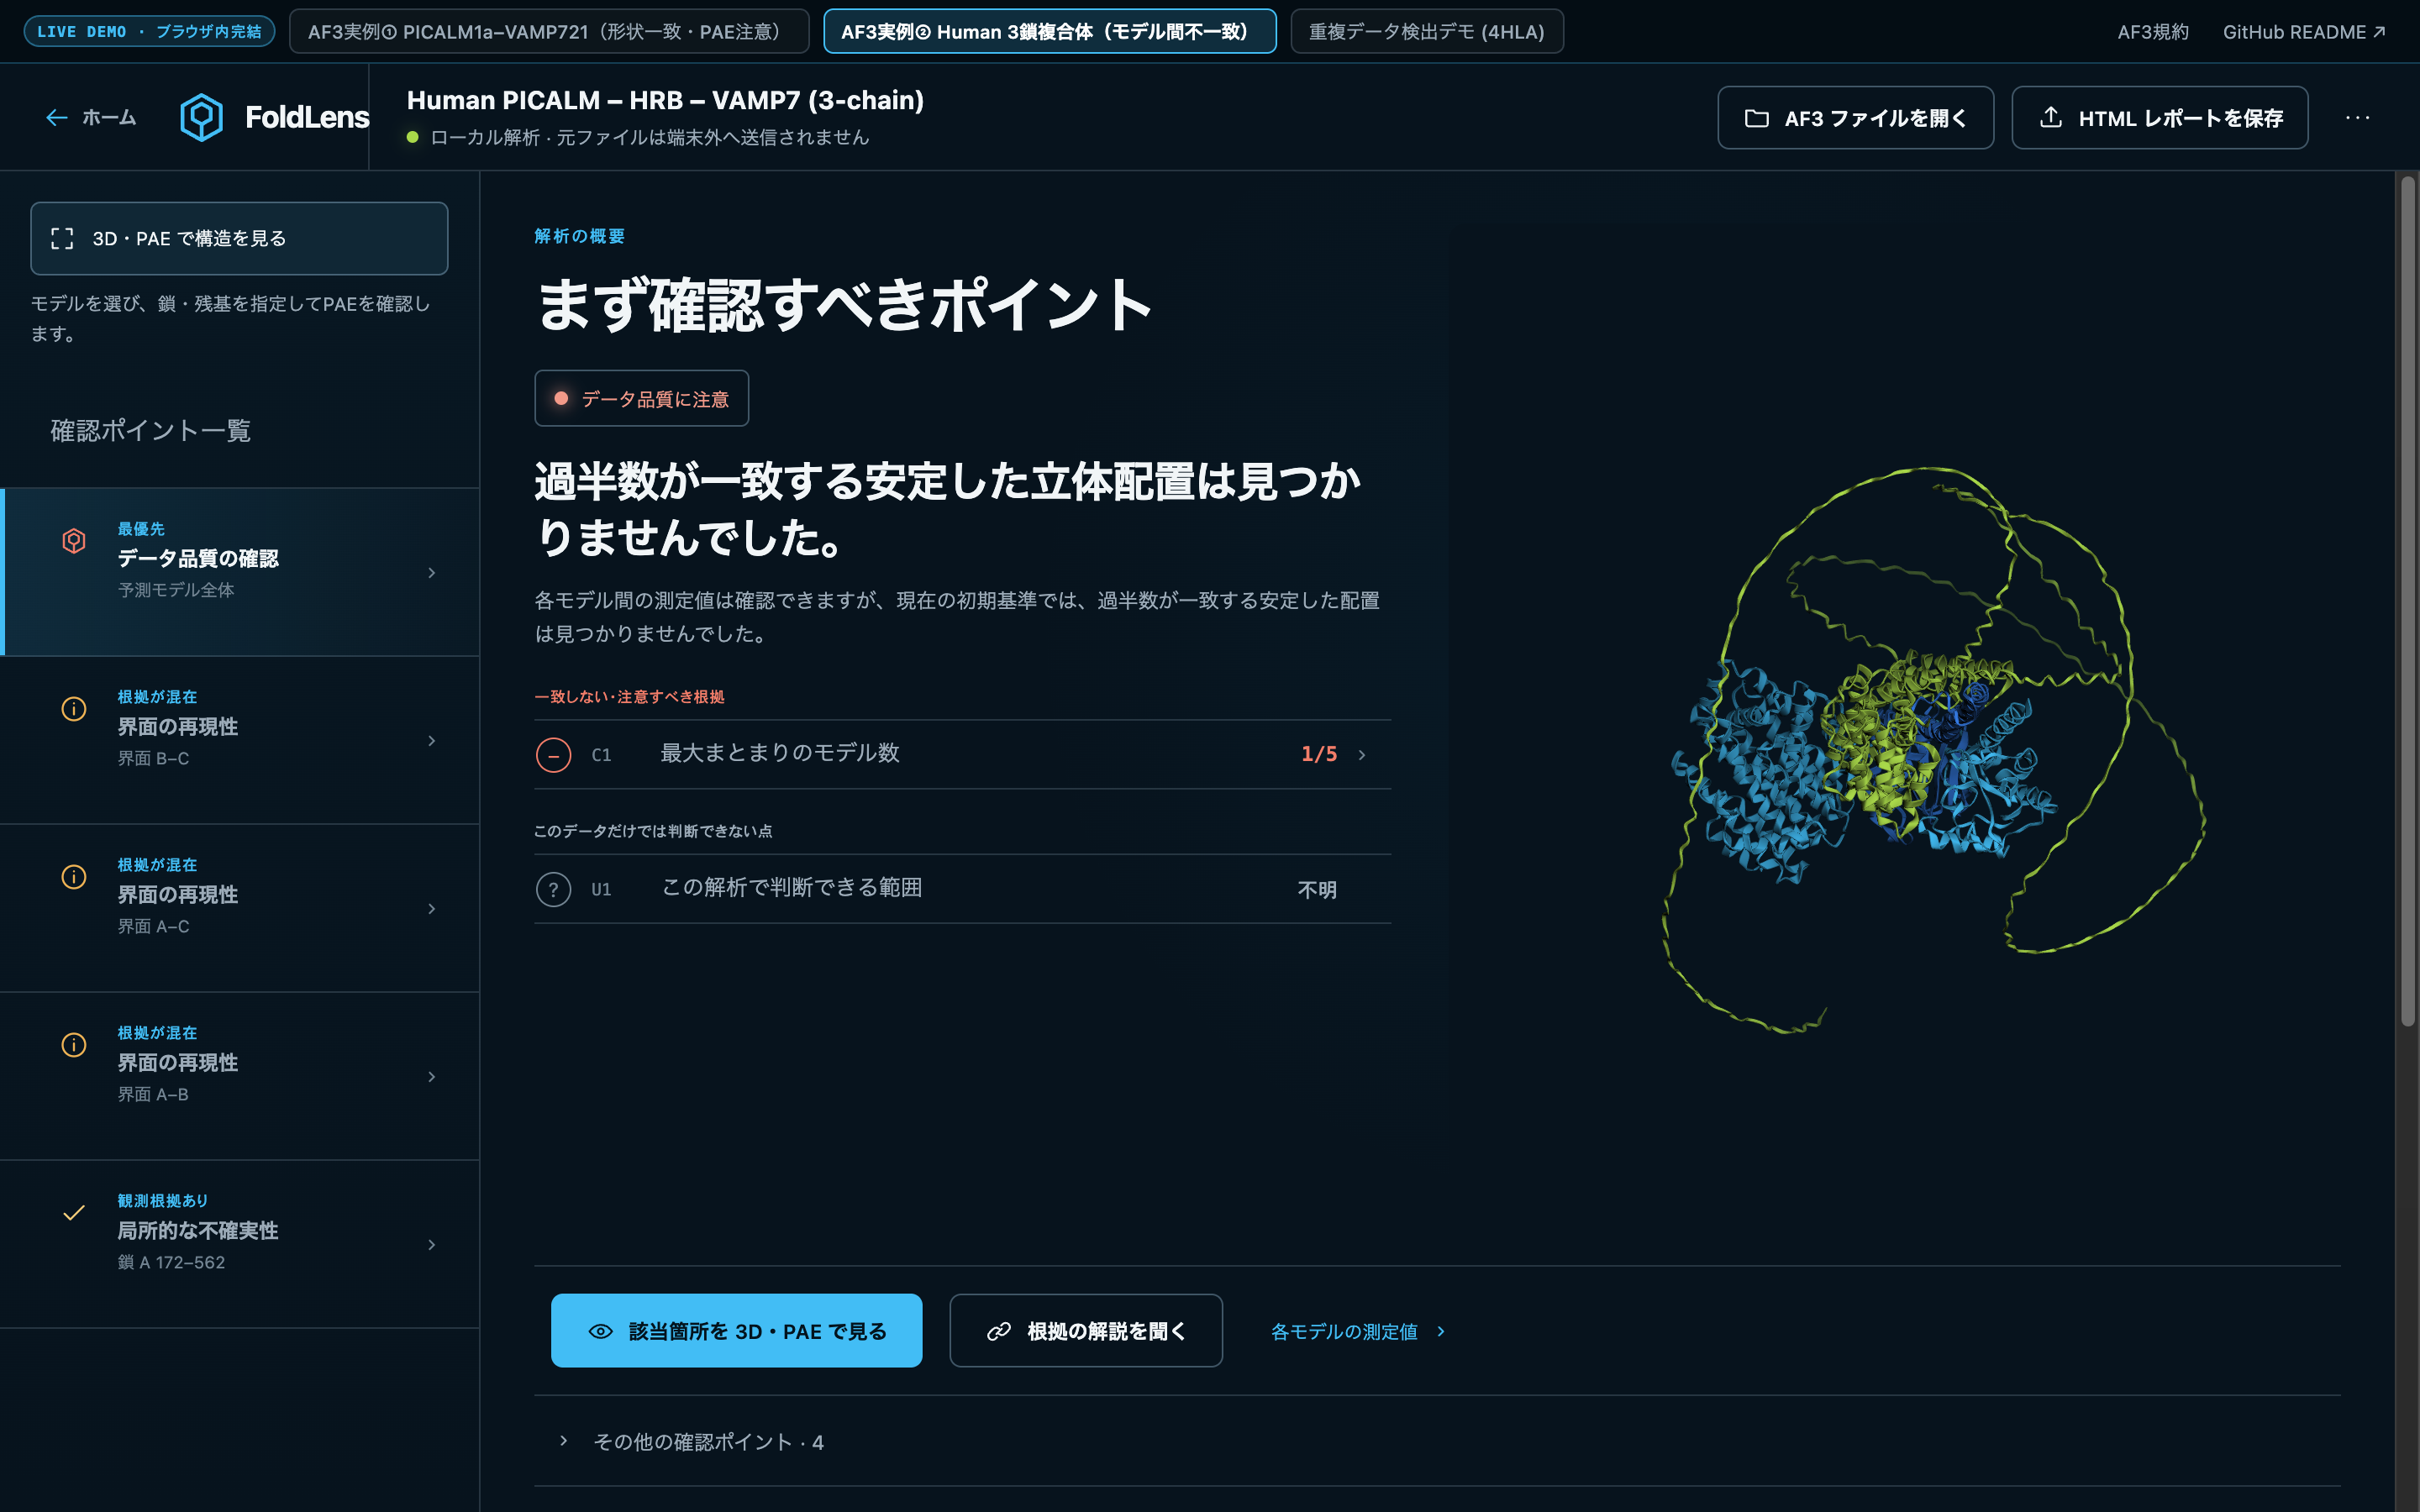 LIVE DEMO · ブラウザ内完結
AF3実例① PICALM1a–VAMP721（形状一致・PAE注意）
AF3実例② Human 3鎖複合体（モデル間不一致）
重複データ検出デモ (4HLA)
AF3規約
GitHub README ↗
← ホーム
FoldLens
Human PICALM – HRB – VAMP7 (3-chain)
ローカル解析 · 元ファイルは端末外へ送信されません
AF3 ファイルを開く
HTML レポートを保存
···
3D・PAE で構造を見る
モデルを選び、鎖・残基を指定してPAEを確認し
ます。
確認ポイント一覧
最優先
データ品質の確認
予測モデル全体
根拠が混在
界面の再現性
界面 B–C
根拠が混在
界面の再現性
界面 A–C
根拠が混在
界面の再現性
界面 A–B
観測根拠あり
局所的な不確実性
鎖 A 172–562
解析の概要
まず確認すべきポイント
データ品質に注意
過半数が一致する安定した立体配置は見つか
りませんでした。
各モデル間の測定値は確認できますが、現在の初期基準では、過半数が一致する安定した配置
は見つかりませんでした。
一致しない·注意すべき根拠
C1 最大まとまりのモデル数 1/5
このデータだけでは判断できない点
? U1 この解析で判断できる範囲 不明
該当箇所を 3D・PAE で見る
根拠の解説を聞く
各モデルの測定値
その他の確認ポイント · 4